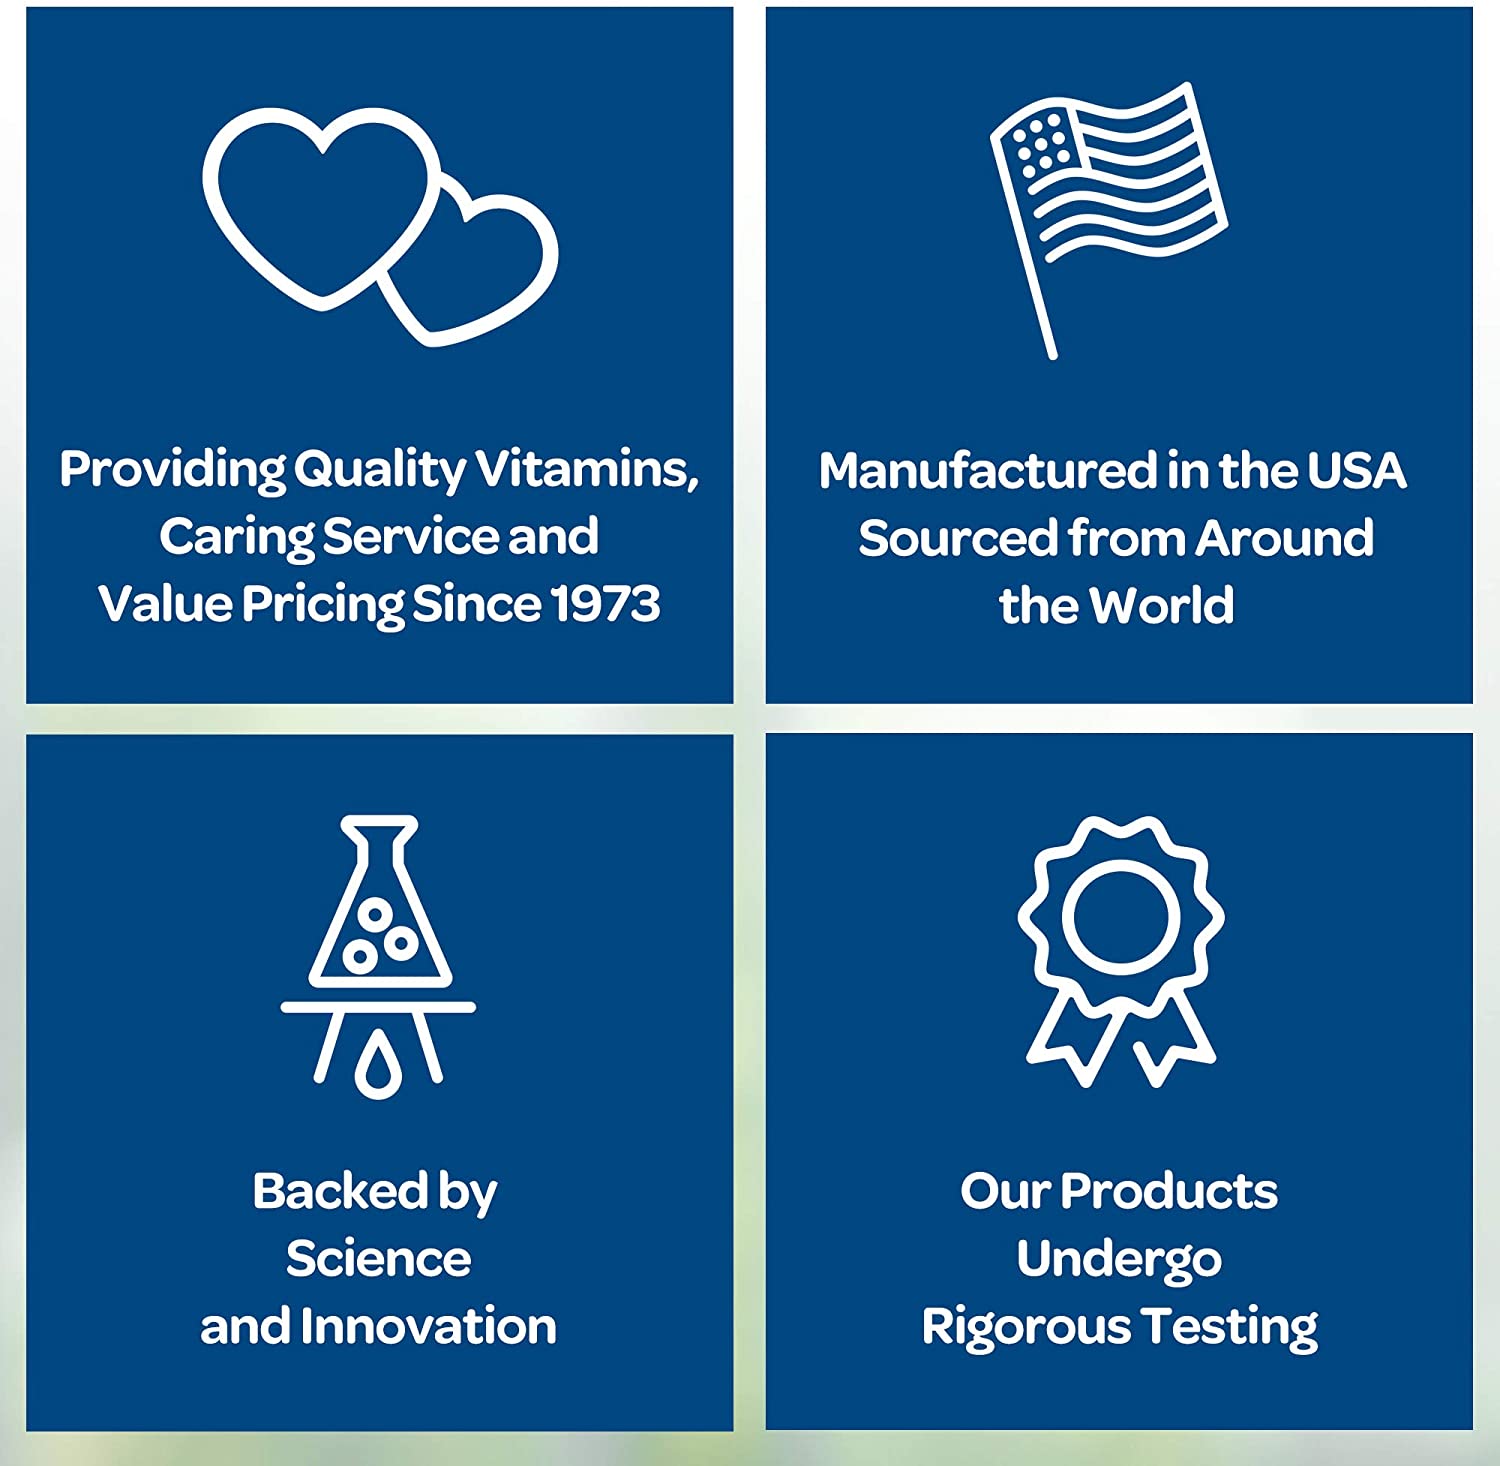 Providing Quality Vitamins,
Caring Service and
Value Pricing Since 1973
Manufactured in the USA
Sourced from Around
the World
Backed by
Science
and Innovation
Our Products
Undergo
Rigorous Testing